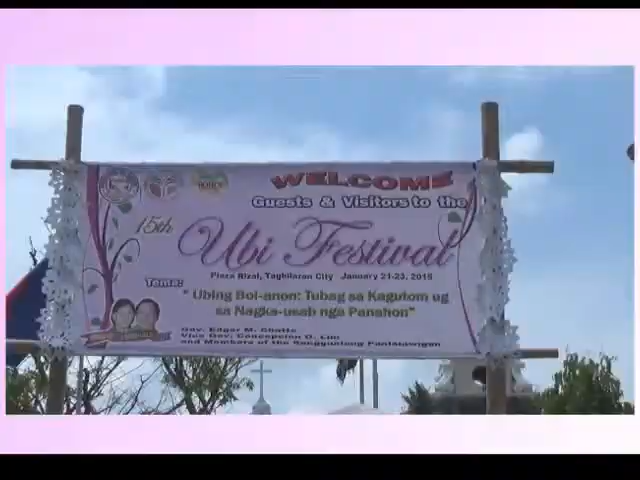 WELCOME
Guests & Visitors to the
15th
Ubi Festival
Plaza Rizal, Tagbilaran City January 21-23, 2015
Tema:
"Ubing Bol-anon: Tubag sa Kagutom ug
sa Nagka-usab nga Panahon"
Gov. Edgar M. Chatto
Vice Gov. Concepcion O. Lim
and Members of the Sangguniang Panlalawigan